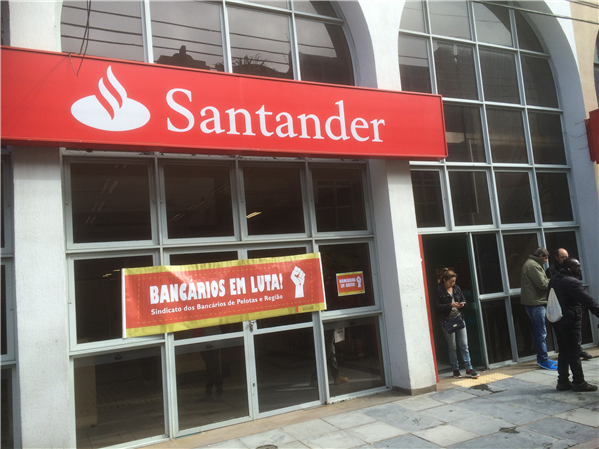 Santander
BANCÁRIOS EM LUTA!
Sindicato dos Bancários de Pelotas e Região